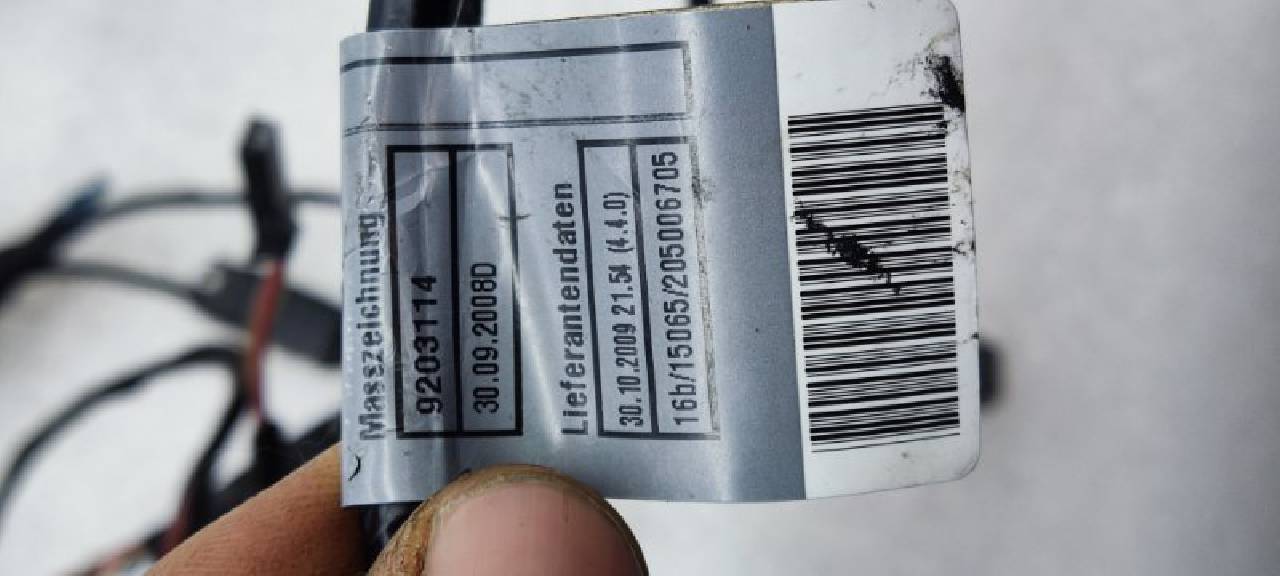 Masszeichnung
9203114
30.09.2008D
Lieferantendaten
30.10.2009 21.54 (4.4.0)
16b/15065/205006705